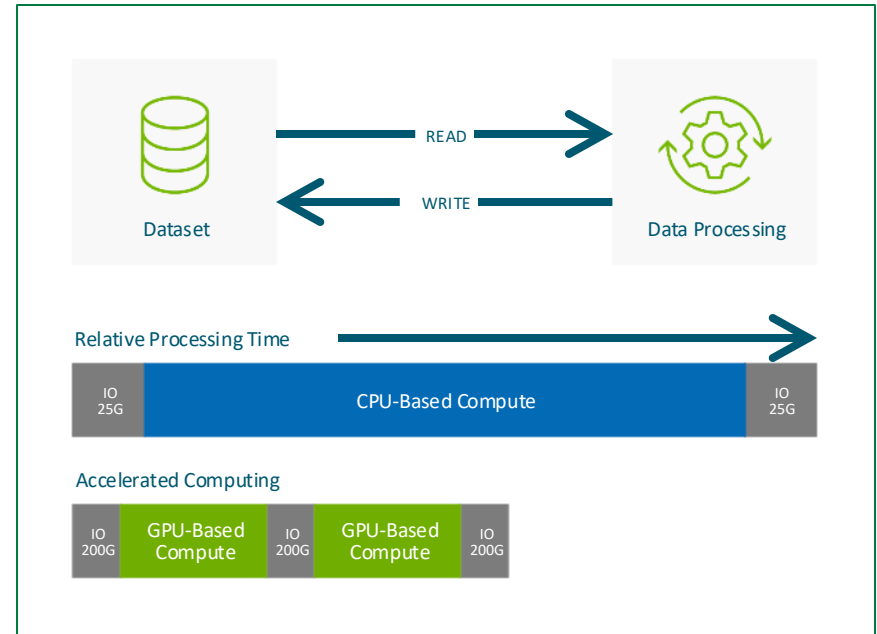 READ
WRITE
Dataset
Data Processing
Relative Processing Time
IO
25G
CPU-Based Compute
IO
25G
Accelerated Computing
IO
200G
GPU-Based
Compute
IO
200G
GPU-Based
Compute
IO
200G